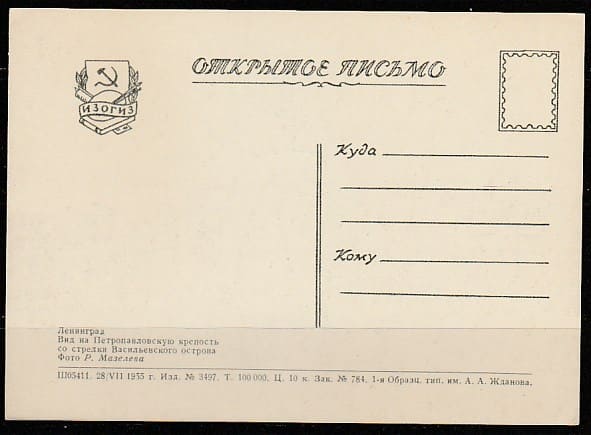 ИЗОГИЗ
ОТКРЫТОЕ ПИСЬМО
Куда
Кому
Ленинград
Вид на Петропавловскую крепость
со стрелки Васильевского острова
Фото Р. Мазелева
Ш05411. 28/VII 1955 г. Изд. № 3497. Т. 100 000. Ц. 10 к. Зак. № 784. 1-я Образц. тип. им. А. А. Жданова.